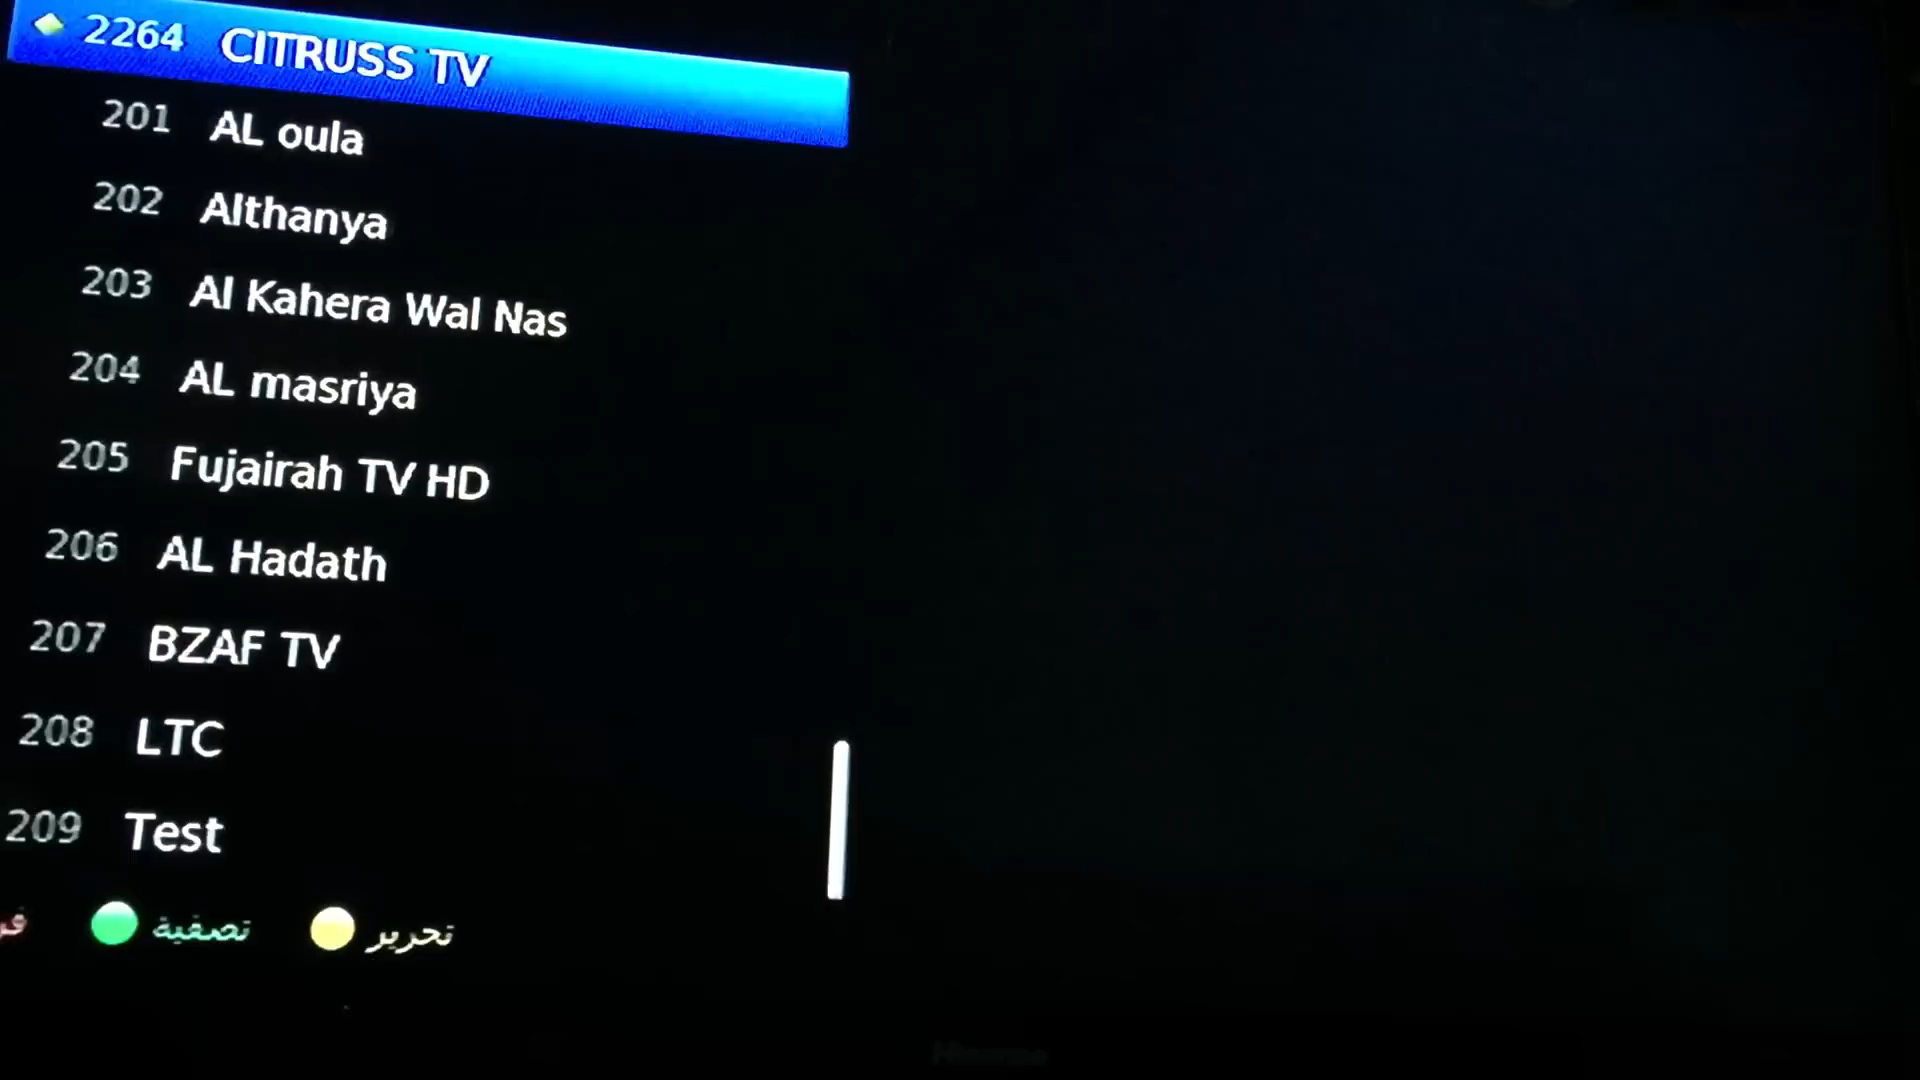 2264 CITRUSS TV
201 AL oula
202 Althanya
203 Al Kahera Wal Nas
204 AL masriya
205 Fujairah TV HD
206 AL Hadath
207 BZAF TV
208 LTC
209 Test
تصفية تحرير
Hisense